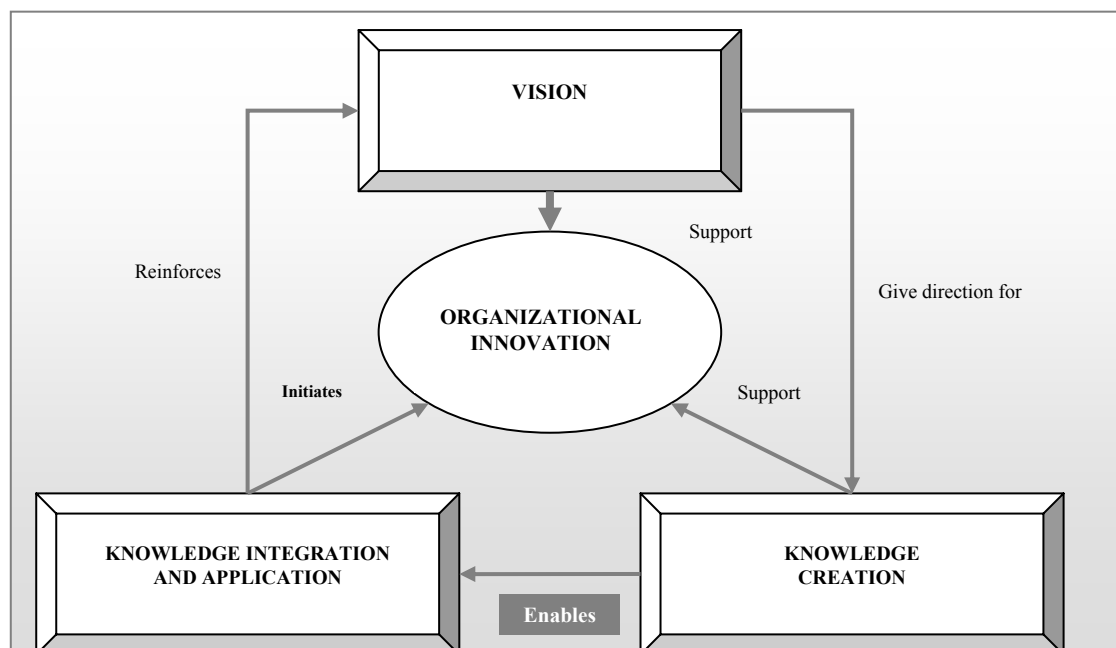 VISION
Support
Reinforces
Give direction for
ORGANIZATIONAL
INNOVATION
Initiates
Support
KNOWLEDGE INTEGRATION
AND APPLICATION
KNOWLEDGE
CREATION
Enables